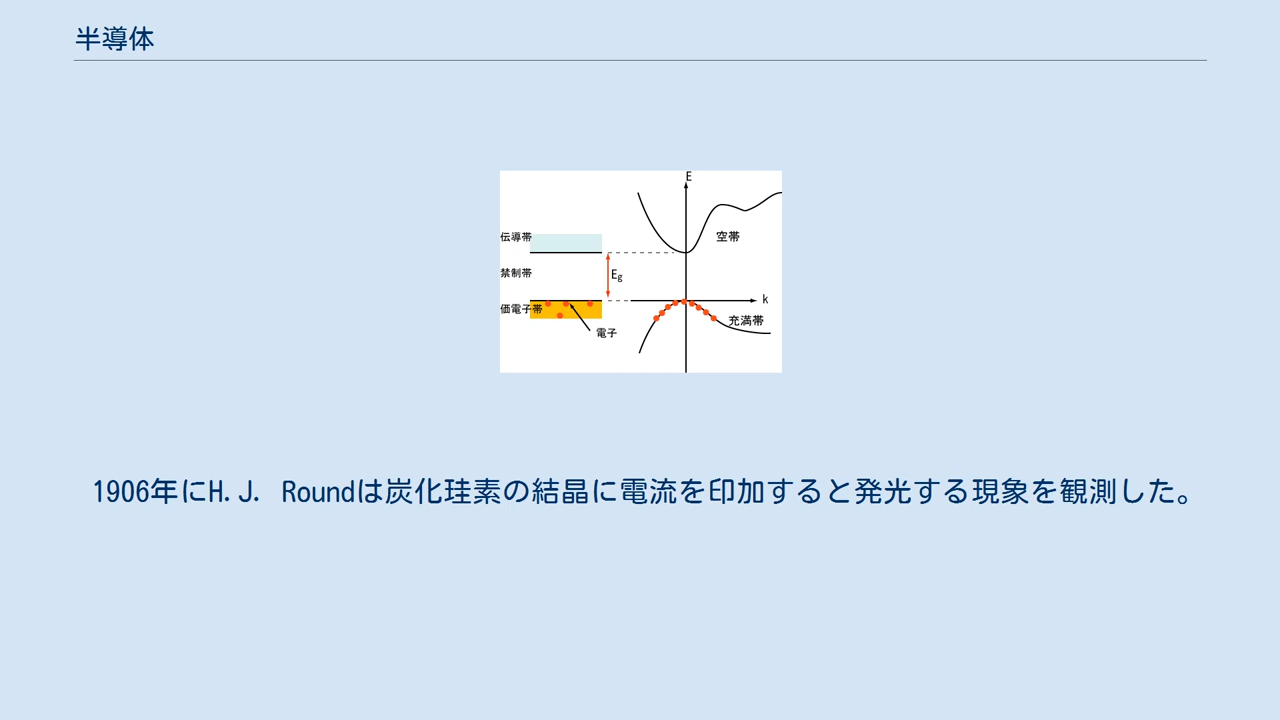 半導体
E
伝導帯
空帯
禁制帯
Eg
k
価電子帯
充満帯
電子
1906年にH.J. Roundは炭化珪素の結晶に電流を印加すると発光する現象を観測した。